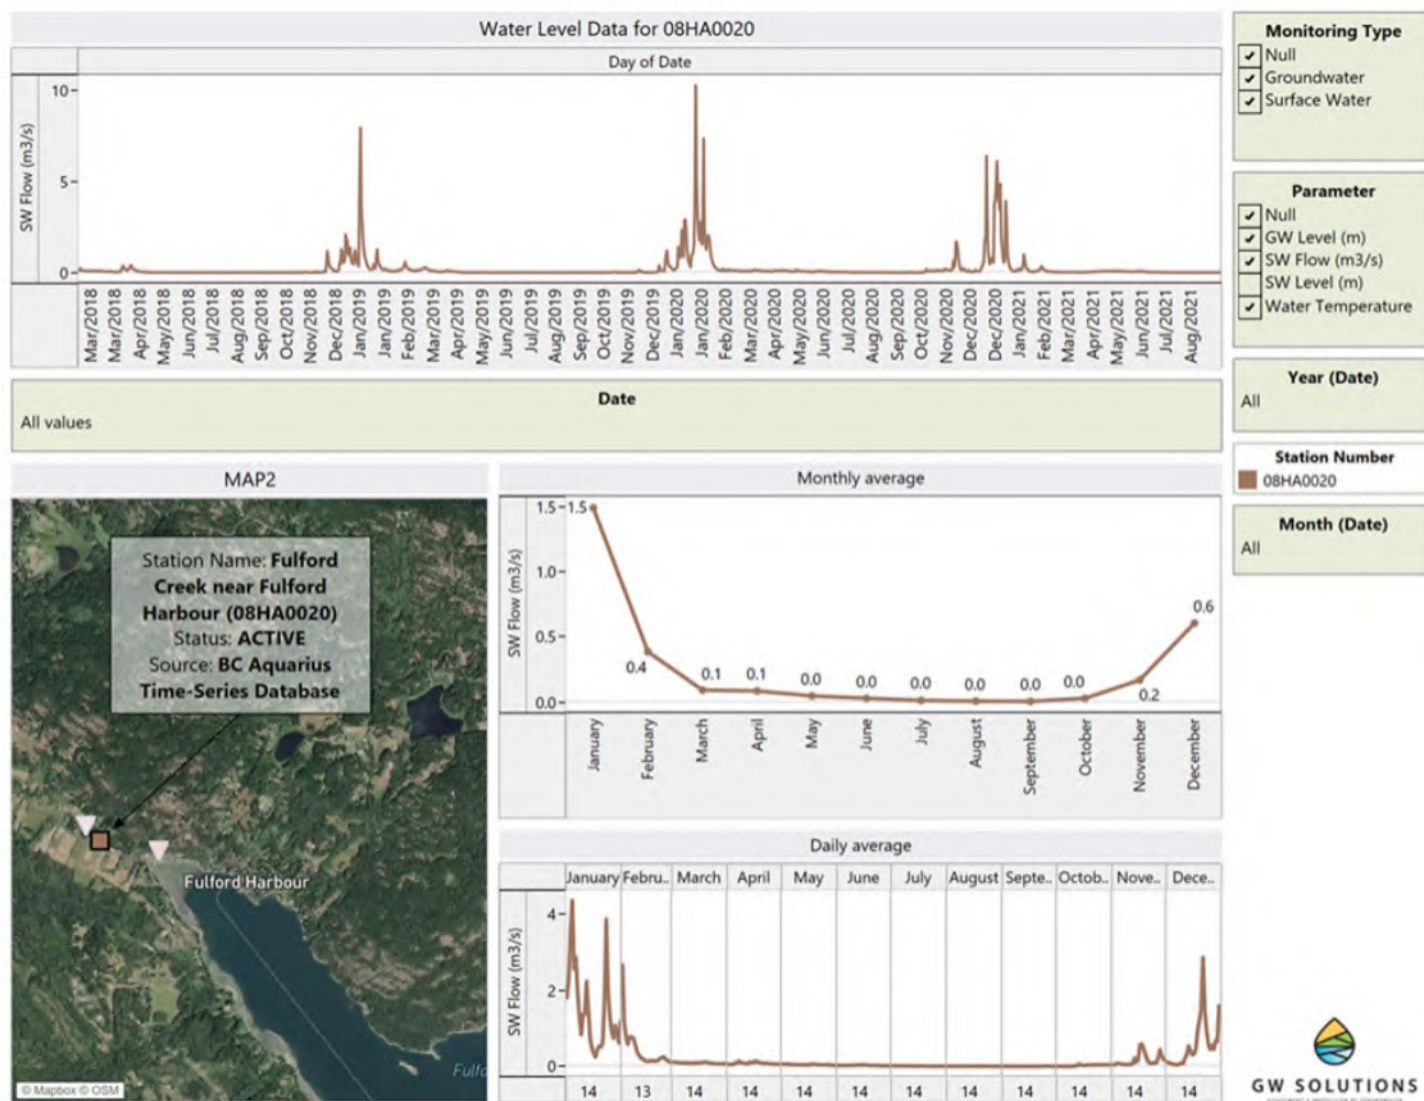 Water Level Data for 08HA0020
Day of Date
SW Flow (m3/s)
10
5
0
Mar/2018
Mar/2018
Apr/2018
May/2018
Jun/2018
Jul/2018
Aug/2018
Sep/2018
Oct/2018
Nov/2018
Dec/2018
Jan/2019
Jan/2019
Feb/2019
Mar/2019
Apr/2019
May/2019
Jun/2019
Jul/2019
Aug/2019
Sep/2019
Oct/2019
Nov/2019
Dec/2019
Jan/2020
Jan/2020
Feb/2020
Mar/2020
Apr/2020
May/2020
Jun/2020
Jul/2020
Aug/2020
Sep/2020
Oct/2020
Nov/2020
Dec/2020
Dec/2020
Jan/2021
Feb/2021
Mar/2021
Apr/2021
May/2021
Jun/2021
Jul/2021
Aug/2021
Monitoring Type
Null
Groundwater
Surface Water
Parameter
Null
GW Level (m)
SW Flow (m3/s)
SW Level (m)
Water Temperature
Date
All values
Year (Date)
All
Station Number
08HA0020
Month (Date)
All
MAP2
Station Name: Fulford
Creek near Fulford
Harbour (08HA0020)
Status: ACTIVE
Source: BC Aquarius
Time-Series Database
Fulford Harbour
Fulfo
© Mapbox © OSM
Monthly average
SW Flow (m3/s)
1.5
1.0
0.5
0.0
1.5
0.4
0.1
0.1
0.0
0.0
0.0
0.0
0.0
0.0
0.2
0.6
January
February
March
April
May
June
July
August
September
October
November
December
Daily average
January Febru.. March April May June July August Septe.. Octob.. Nove.. Dece..
SW Flow (m3/s)
4
2
0
14 13 14 14 14 14 14 14 14 14 14 14
GW SOLUTIONS